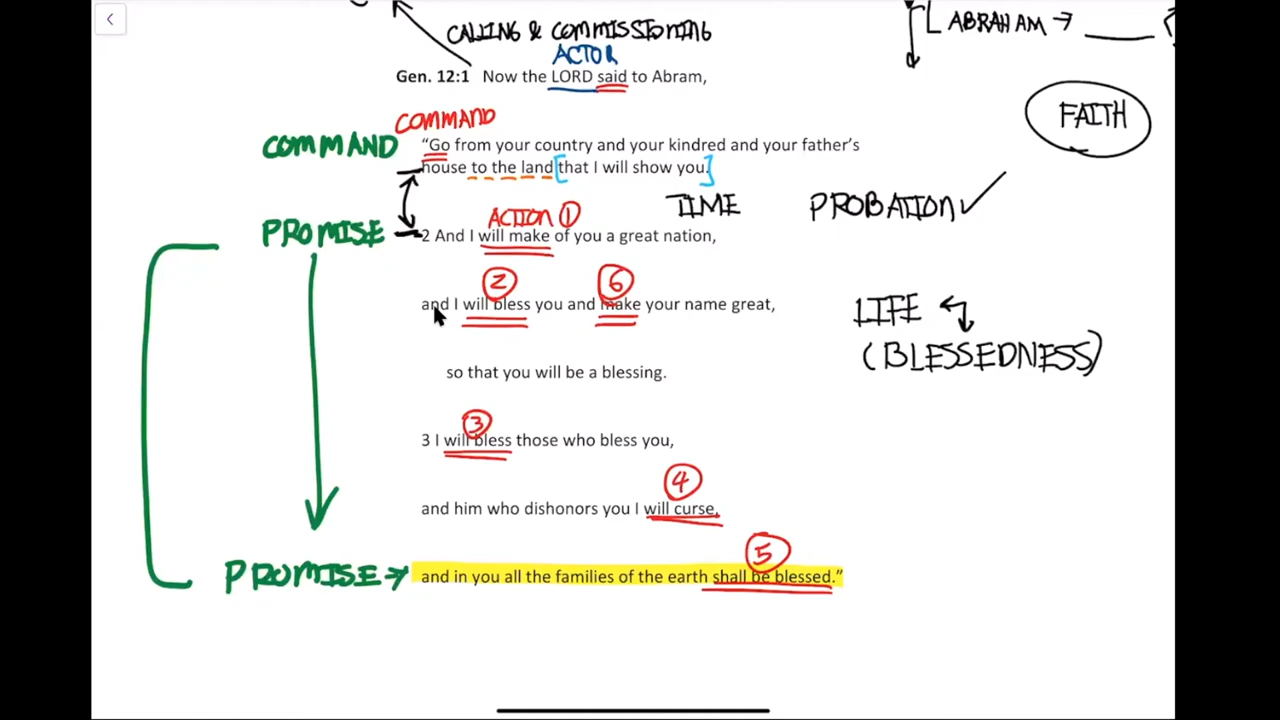 CALLING & COMMISSIONING
ABRAHAM → ____
ACTOR
Gen. 12:1 Now the LORD said to Abram,
FAITH
COMMAND
COMMAND
"Go from your country and your kindred and your father's
house to the land [that I will show you.]
TIME
PROBATION ✓
ACTION ①
PROMISE
2 And I will make of you a great nation,
② ⑥
and I will bless you and make your name great,
LIFE
(BLESSEDNESS)
so that you will be a blessing.
③
3 I will bless those who bless you,
④
and him who dishonors you I will curse,
⑤
PROMISE →
and in you all the families of the earth shall be blessed."